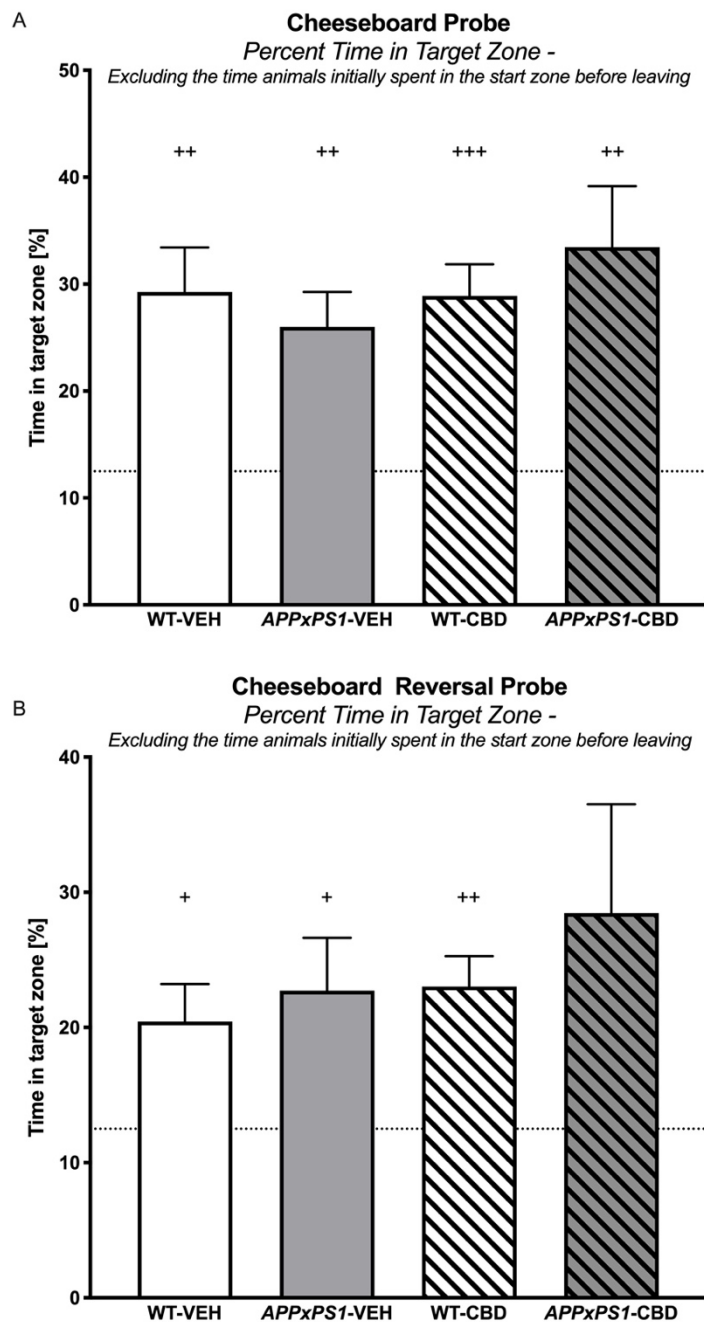 A
Cheeseboard Probe
Percent Time in Target Zone -
Excluding the time animals initially spent in the start zone before leaving
50
40
30
20
10
0
Time in target zone [%]
++ ++ +++ ++
WT-VEH APPxPS1-VEH WT-CBD APPxPS1-CBD
B
Cheeseboard Reversal Probe
Percent Time in Target Zone -
Excluding the time animals initially spent in the start zone before leaving
40
30
20
10
0
Time in target zone [%]
+ + ++
WT-VEH APPxPS1-VEH WT-CBD APPxPS1-CBD